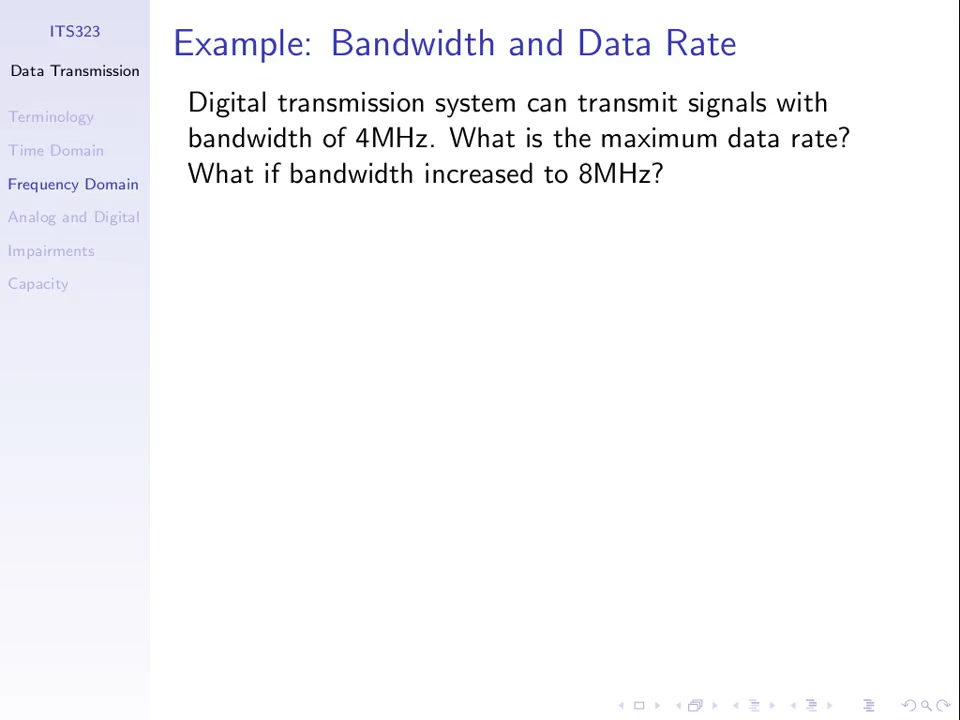 ITS323
Data Transmission
Terminology
Time Domain
Frequency Domain
Analog and Digital
Impairments
Capacity
Example: Bandwidth and Data Rate
Digital transmission system can transmit signals with
bandwidth of 4MHz. What is the maximum data rate?
What if bandwidth increased to 8MHz?